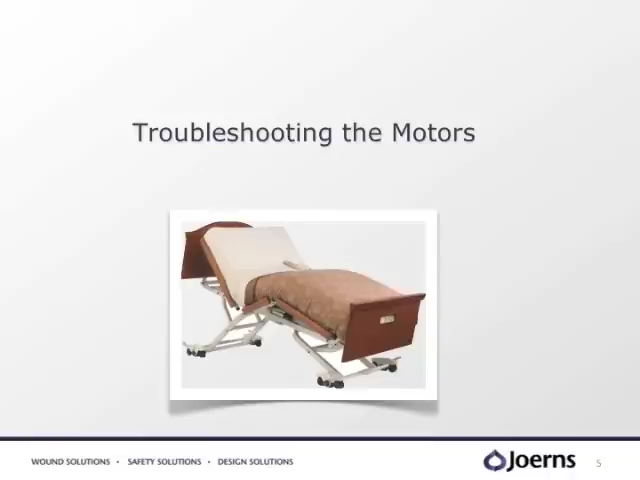 Troubleshooting the Motors
WOUND SOLUTIONS • SAFETY SOLUTIONS • DESIGN SOLUTIONS
Joerns
5